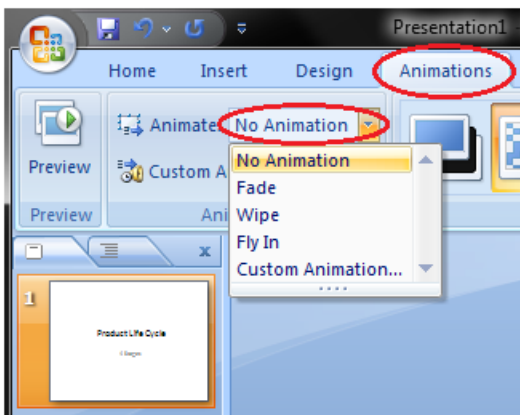 Presentation1 -
Home Insert Design Animations
Animate: No Animation
Preview
Custom A
No Animation
Fade
Wipe
Fly In
Custom Animation...
Preview
Ani
1
Product Life Cycle